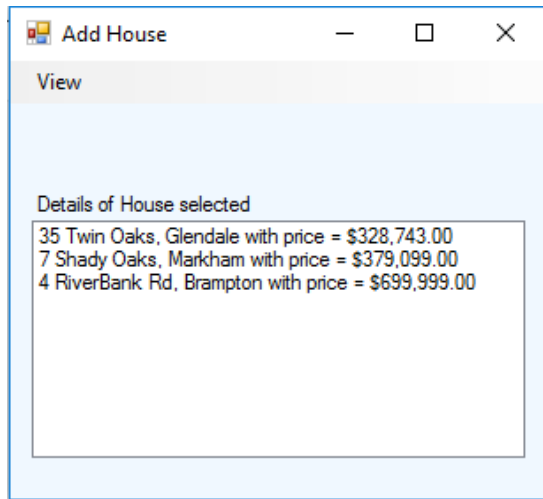 Add House
View
Details of House selected
35 Twin Oaks, Glendale with price = $328,743.00
7 Shady Oaks, Markham with price = $379,099.00
4 RiverBank Rd, Brampton with price = $699,999.00